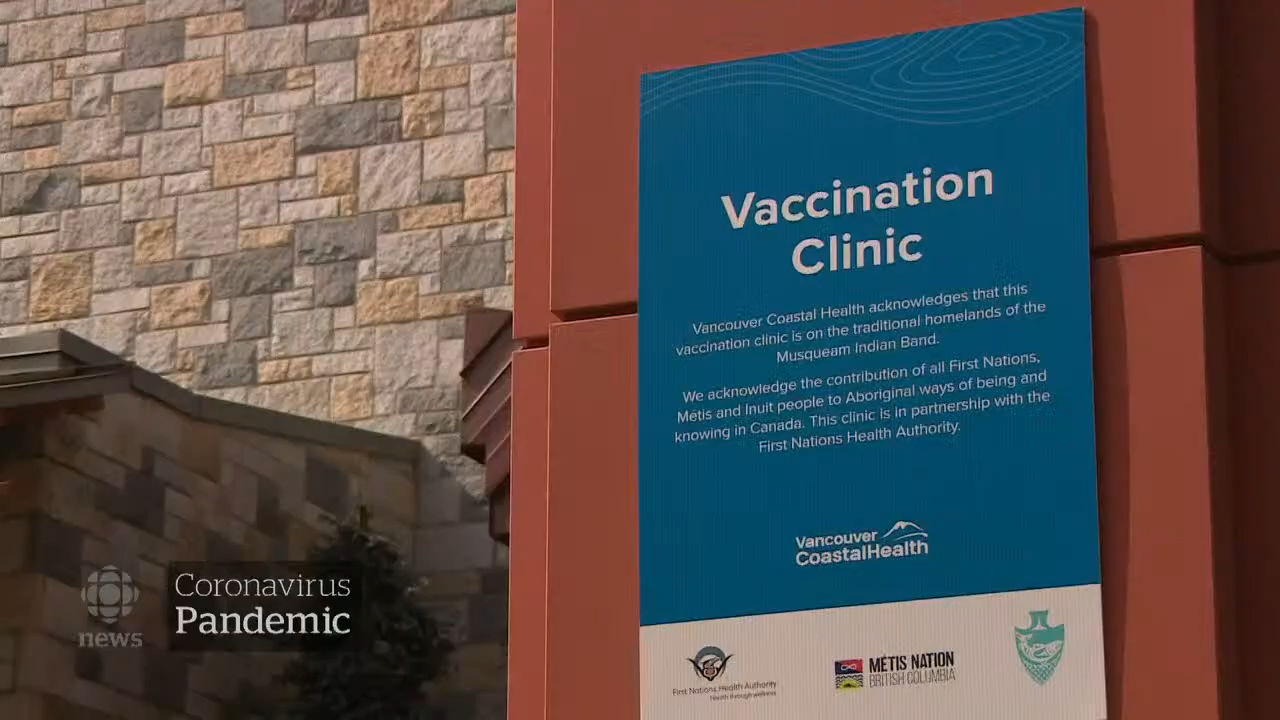 Vaccination
Clinic
Vancouver Coastal Health acknowledges that this
vaccination clinic is on the traditional homelands of the
Musqueam Indian Band.
We acknowledge the contribution of all First Nations,
Métis and Inuit people to Aboriginal ways of being and
knowing in Canada. This clinic is in partnership with the
First Nations Health Authority.
Vancouver
CoastalHealth
First Nations Health Authority
Health through wellness
MÉTIS NATION
BRITISH COLUMBIA
news
Coronavirus
Pandemic